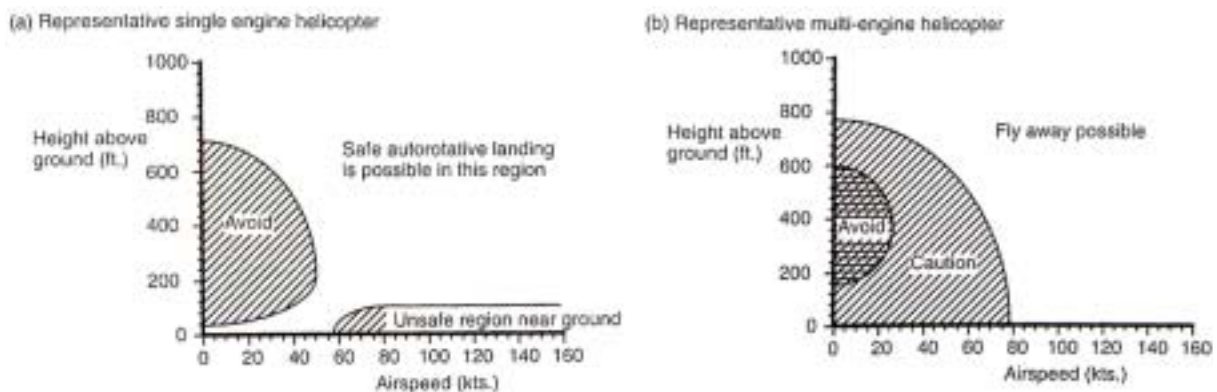 (a) Representative single engine helicopter
1000
800
Height above
ground (ft.)
600
400
200
0
Safe autorotative landing
is possible in this region
Avoid
Unsafe region near ground
0 20 40 60 80 100 120 140 160
Airspeed (kts.)
(b) Representative multi-engine helicopter
1000
800
Height above
ground (ft.)
600
400
200
0
Fly away possible
Avoid
Caution
0 20 40 60 80 100 120 140 160
Airspeed (kts.)